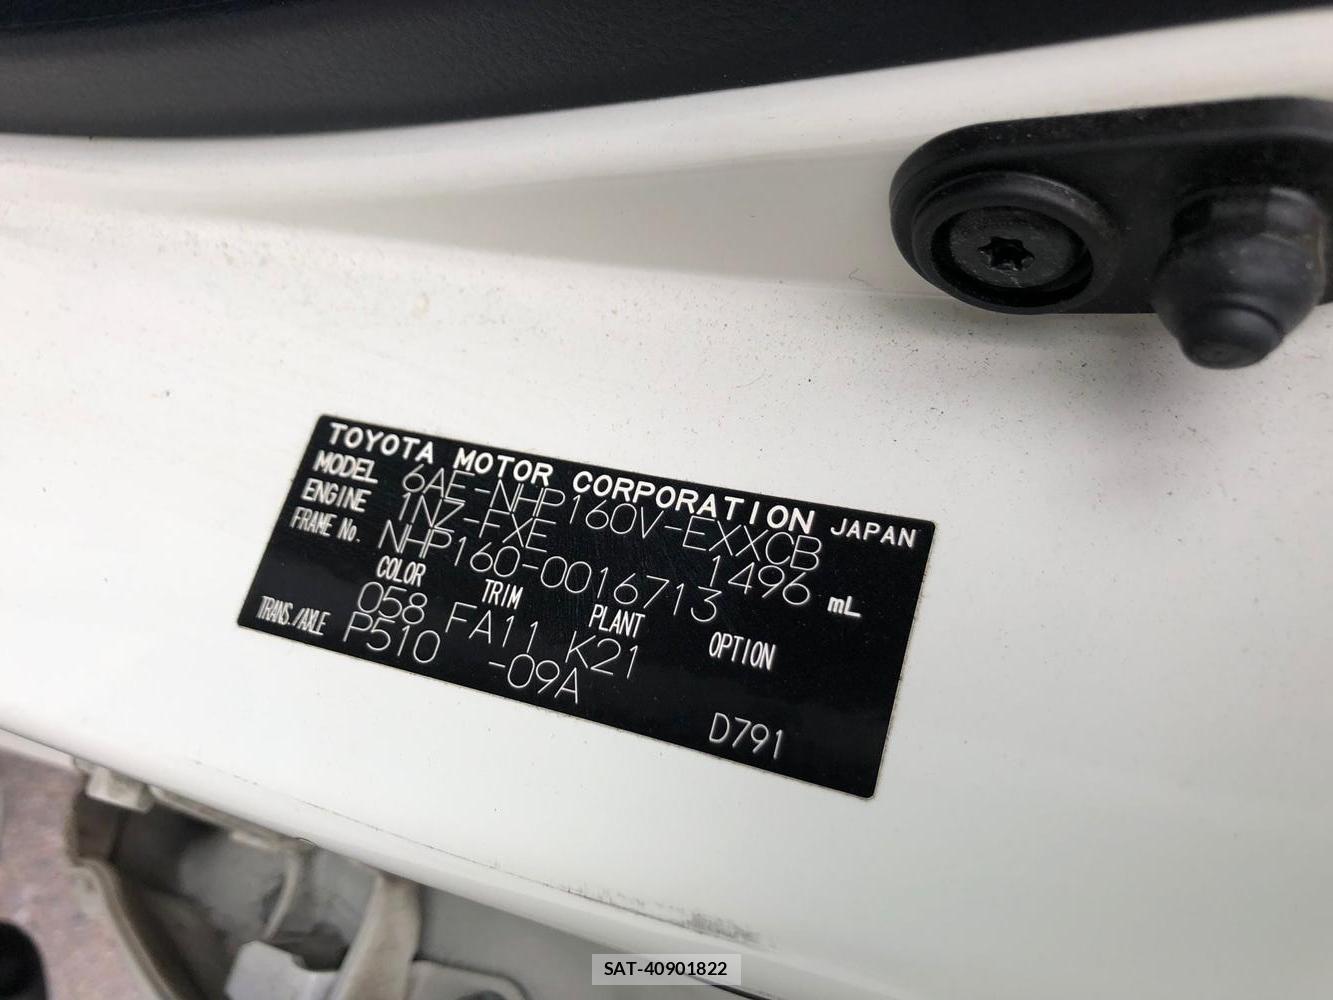 TOYOTA MOTOR CORPORATION JAPAN
MODEL 6AE-NHP160V-EXXCB
ENGINE 1NZ-FXE 1496 mL
FRAME No. NHP160-0016713
COLOR TRIM PLANT OPTION
058 FA11 K21
TRANS./AXLE P510 -09A
D791
SAT-40901822